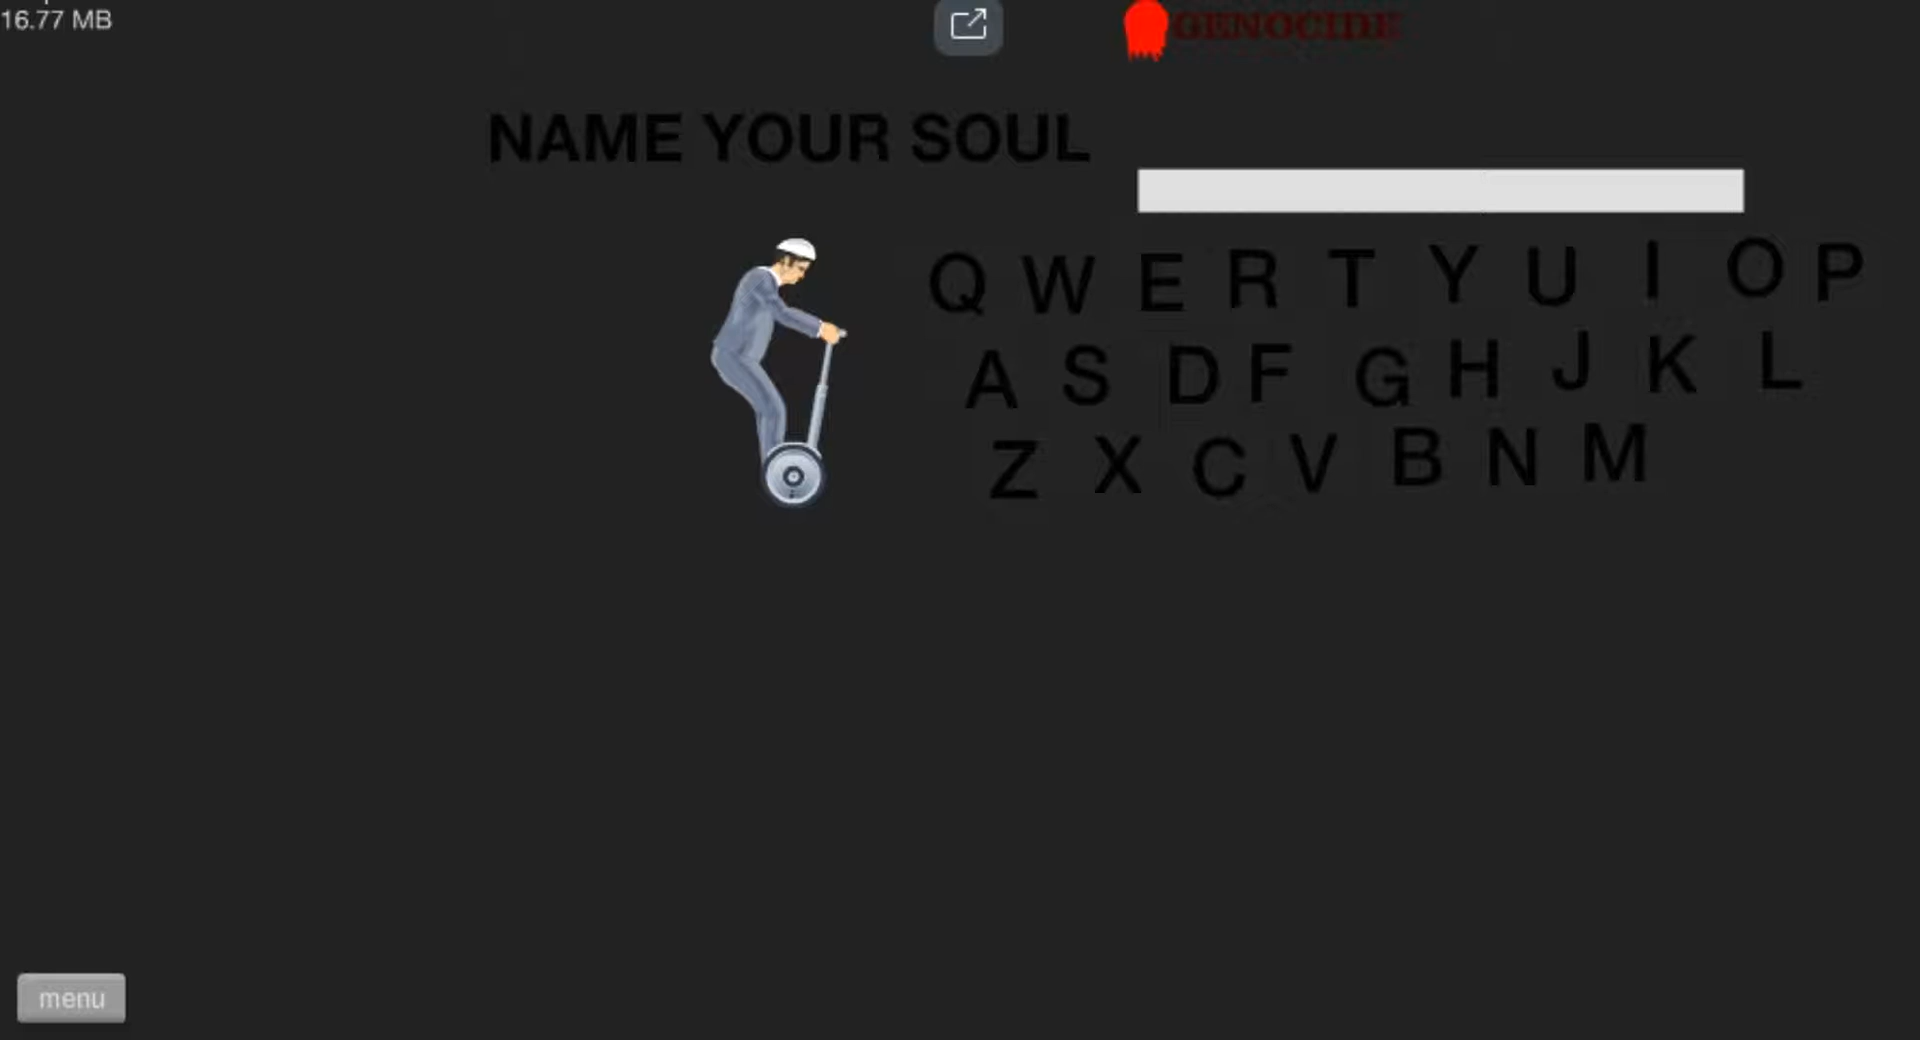 16.77 MB
GENOCIDE
NAME YOUR SOUL
Q W E R T Y U I O P
A S D F G H J K L
Z X C V B N M
menu